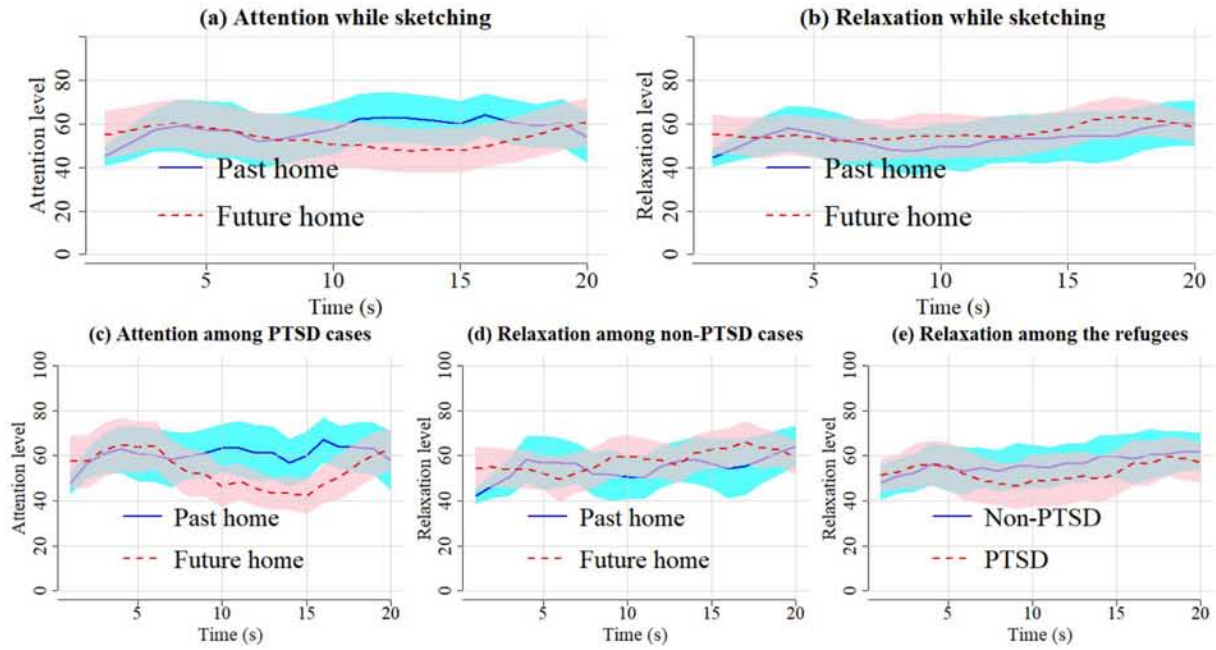 (a) Attention while sketching
Attention level
0 20 40 60 80
Past home
Future home
5 10 15 20
Time (s)
(b) Relaxation while sketching
Relaxation level
0 20 40 60 80
Past home
Future home
5 10 15 20
Time (s)
(c) Attention among PTSD cases
Attention level
0 20 40 60 80 100
Past home
Future home
5 10 15 20
Time (s)
(d) Relaxation among non-PTSD cases
Relaxation level
0 20 40 60 80 100
Past home
Future home
5 10 15 20
Time (s)
(e) Relaxation among the refugees
Relaxation level
0 20 40 60 80 100
Non-PTSD
PTSD
5 10 15 20
Time (s)